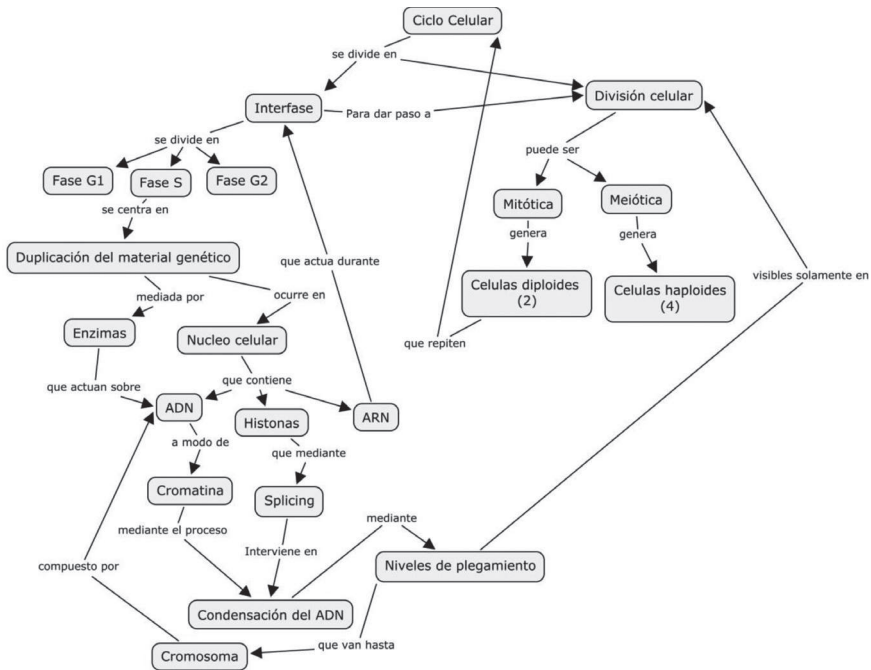 Ciclo Celular
se divide en
Interfase
Para dar paso a
División celular
se divide en
puede ser
Fase G1
Fase S
Fase G2
Mitótica
Meiótica
se centra en
genera
genera
Duplicación del material genético
que actua durante
visibles solamente en
Celulas diploides
(2)
Celulas haploides
(4)
mediada por
ocurre en
Enzimas
Nucleo celular
que repiten
que actuan sobre
que contiene
ADN
Histonas
ARN
a modo de
que mediante
Cromatina
Splicing
mediante el proceso
mediante
Interviene en
compuesto por
Niveles de plegamiento
Condensación del ADN
que van hasta
Cromosoma